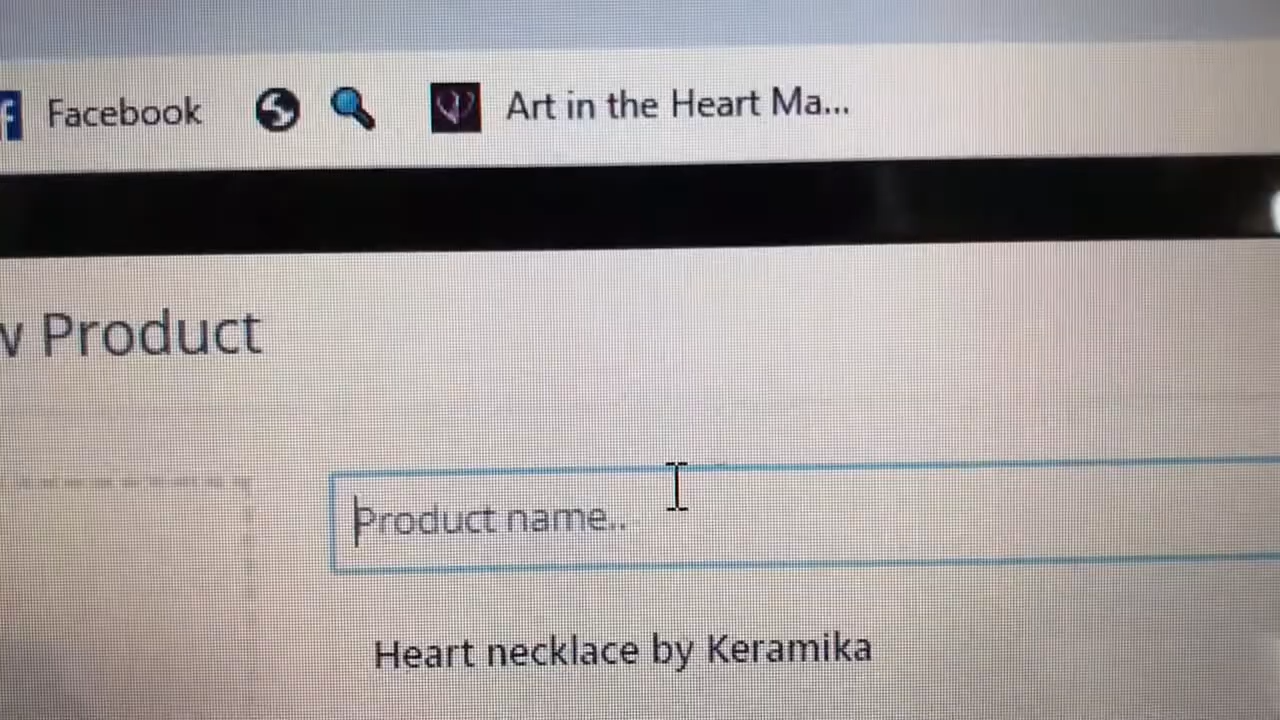 Facebook
Art in the Heart Ma...
Product
Product name..
Heart necklace by Keramika